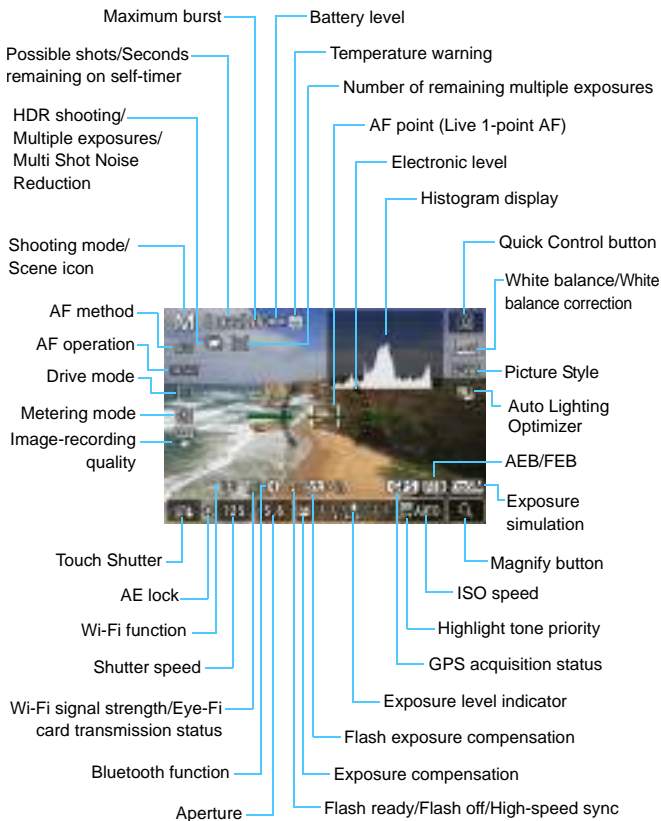 Maximum burst
Battery level
Possible shots/Seconds
remaining on self-timer
Temperature warning
Number of remaining multiple exposures
HDR shooting/
Multiple exposures/
Multi Shot Noise
Reduction
AF point (Live 1-point AF)
Electronic level
Histogram display
Shooting mode/
Scene icon
Quick Control button
White balance/White
balance correction
AF method
AF operation
Drive mode
Picture Style
Metering mode
Auto Lighting
Optimizer
Image-recording
quality
AEB/FEB
Exposure
simulation
M
125
5.6
Touch Shutter
Magnify button
AE lock
ISO speed
Wi-Fi function
Highlight tone priority
Shutter speed
GPS acquisition status
Wi-Fi signal strength/Eye-Fi
card transmission status
Exposure level indicator
Flash exposure compensation
Bluetooth function
Exposure compensation
Aperture
Flash ready/Flash off/High-speed sync